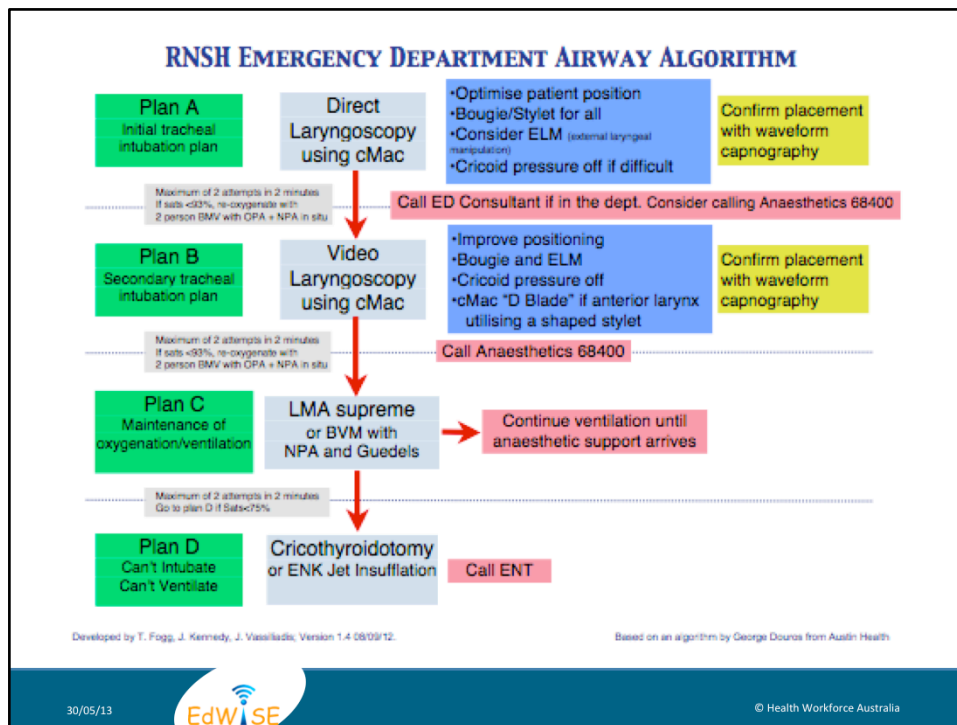 RNSH EMERGENCY DEPARTMENT AIRWAY ALGORITHM
Plan A
Initial tracheal
intubation plan
Direct
Laryngoscopy
using cMac
•Optimise patient position
•Bougie/Stylet for all
•Consider ELM (external laryngeal
manipulation)
•Cricoid pressure off if difficult
Confirm placement
with waveform
capnography
Maximum of 2 attempts in 2 minutes
If sats <93%, re-oxygenate with
2 person BMV with OPA + NPA in situ
Call ED Consultant if in the dept. Consider calling Anaesthetics 68400
Plan B
Secondary tracheal
intubation plan
Video
Laryngoscopy
using cMac
•Improve positioning
•Bougie and ELM
•Cricoid pressure off
•cMac "D Blade" if anterior larynx
utilising a shaped stylet
Confirm placement
with waveform
capnography
Maximum of 2 attempts in 2 minutes
If sats <93%, re-oxygenate with
2 person BMV with OPA + NPA in situ
Call Anaesthetics 68400
Plan C
Maintenance of
oxygenation/ventilation
LMA supreme
or BVM with
NPA and Guedels
Continue ventilation until
anaesthetic support arrives
Maximum of 2 attempts in 2 minutes
Go to plan D if Sats<75%
Plan D
Can't Intubate
Can't Ventilate
Cricothyroidotomy
or ENK Jet Insufflation
Call ENT
Developed by T. Fogg, J. Kennedy, J. Vassiliadis; Version 1.4 08/09/12.
Based on an algorithm by George Douros from Austin Health
30/05/13
EdWISE
© Health Workforce Australia